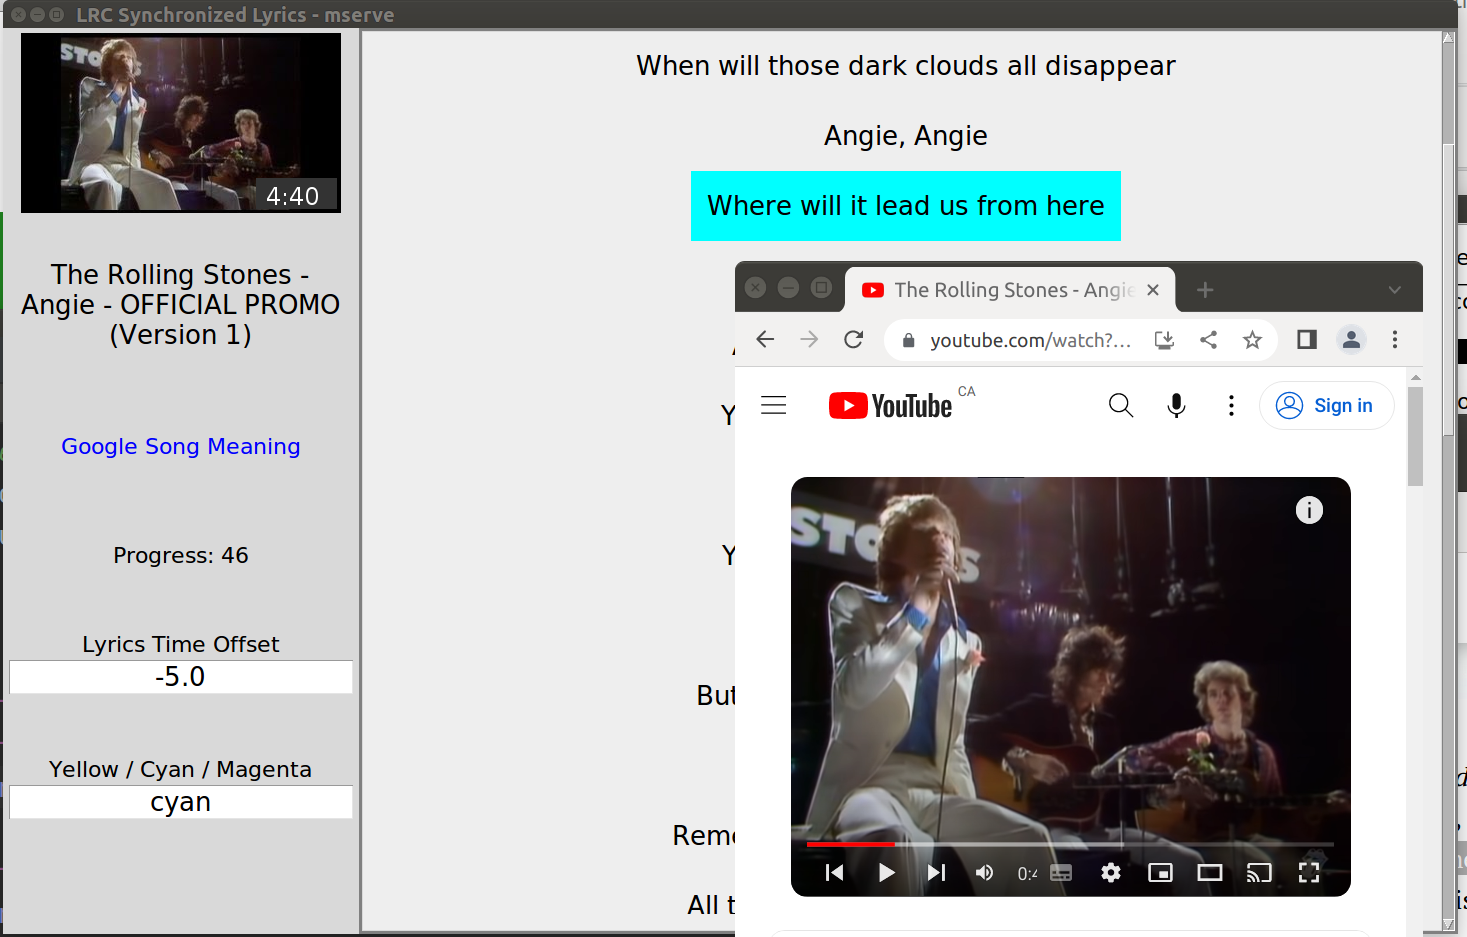 LRC Synchronized Lyrics - mserve
4:40
The Rolling Stones -
Angie - OFFICIAL PROMO
(Version 1)
Google Song Meaning
Progress: 46
Lyrics Time Offset
-5.0
Yellow / Cyan / Magenta
cyan
When will those dark clouds all disappear
Angie, Angie
Where will it lead us from here
But
All
The Rolling Stones - Angie
youtube.com/watch?...
YouTube CA
Sign in
STONES